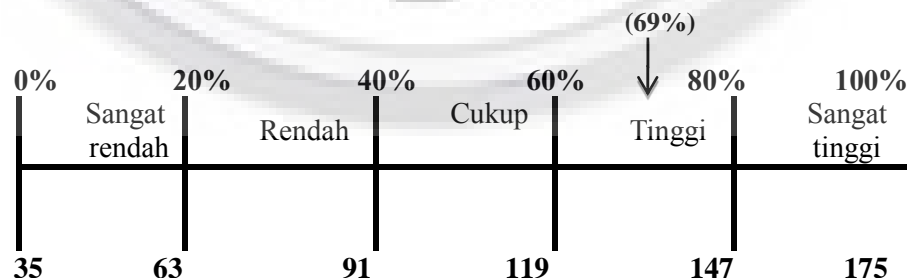 (69%)
0% 20% 40% 60% 80% 100%
Sangat rendah
Rendah
Cukup
Tinggi
Sangat tinggi
35 63 91 119 147 175